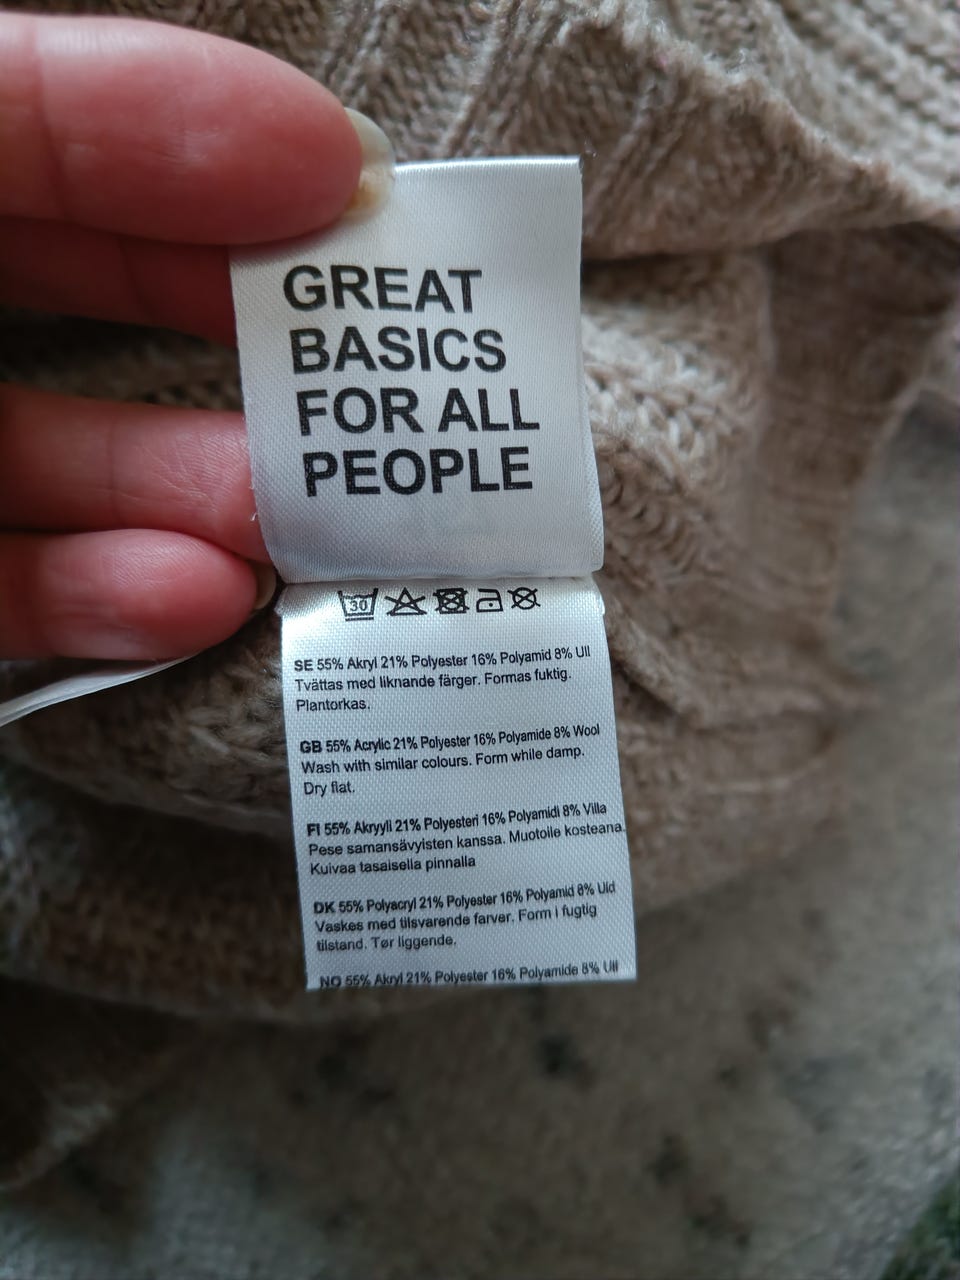 GREAT
BASICS
FOR ALL
PEOPLE
30
SE 55% Akryl 21% Polyester 16% Polyamid 8% Ull
Tvättas med liknande färger. Formas fuktig.
Plantorkas.
GB 55% Acrylic 21% Polyester 16% Polyamide 8% Wool
Wash with similar colours. Form while damp.
Dry flat.
FI 55% Akryyli 21% Polyesteri 16% Polyamidi 8% Villa
Pese samansävyisten kanssa. Muotoile kosteana.
Kuivaa tasaisella pinnalla
DK 55% Polyacryl 21% Polyester 16% Polyamid 8% Uld
Vaskes med tilsvarende farver. Form i fugtig
tilstand. Tør liggende.
NO 55% Akryl 21% Polyester 16% Polyamide 8% Ull